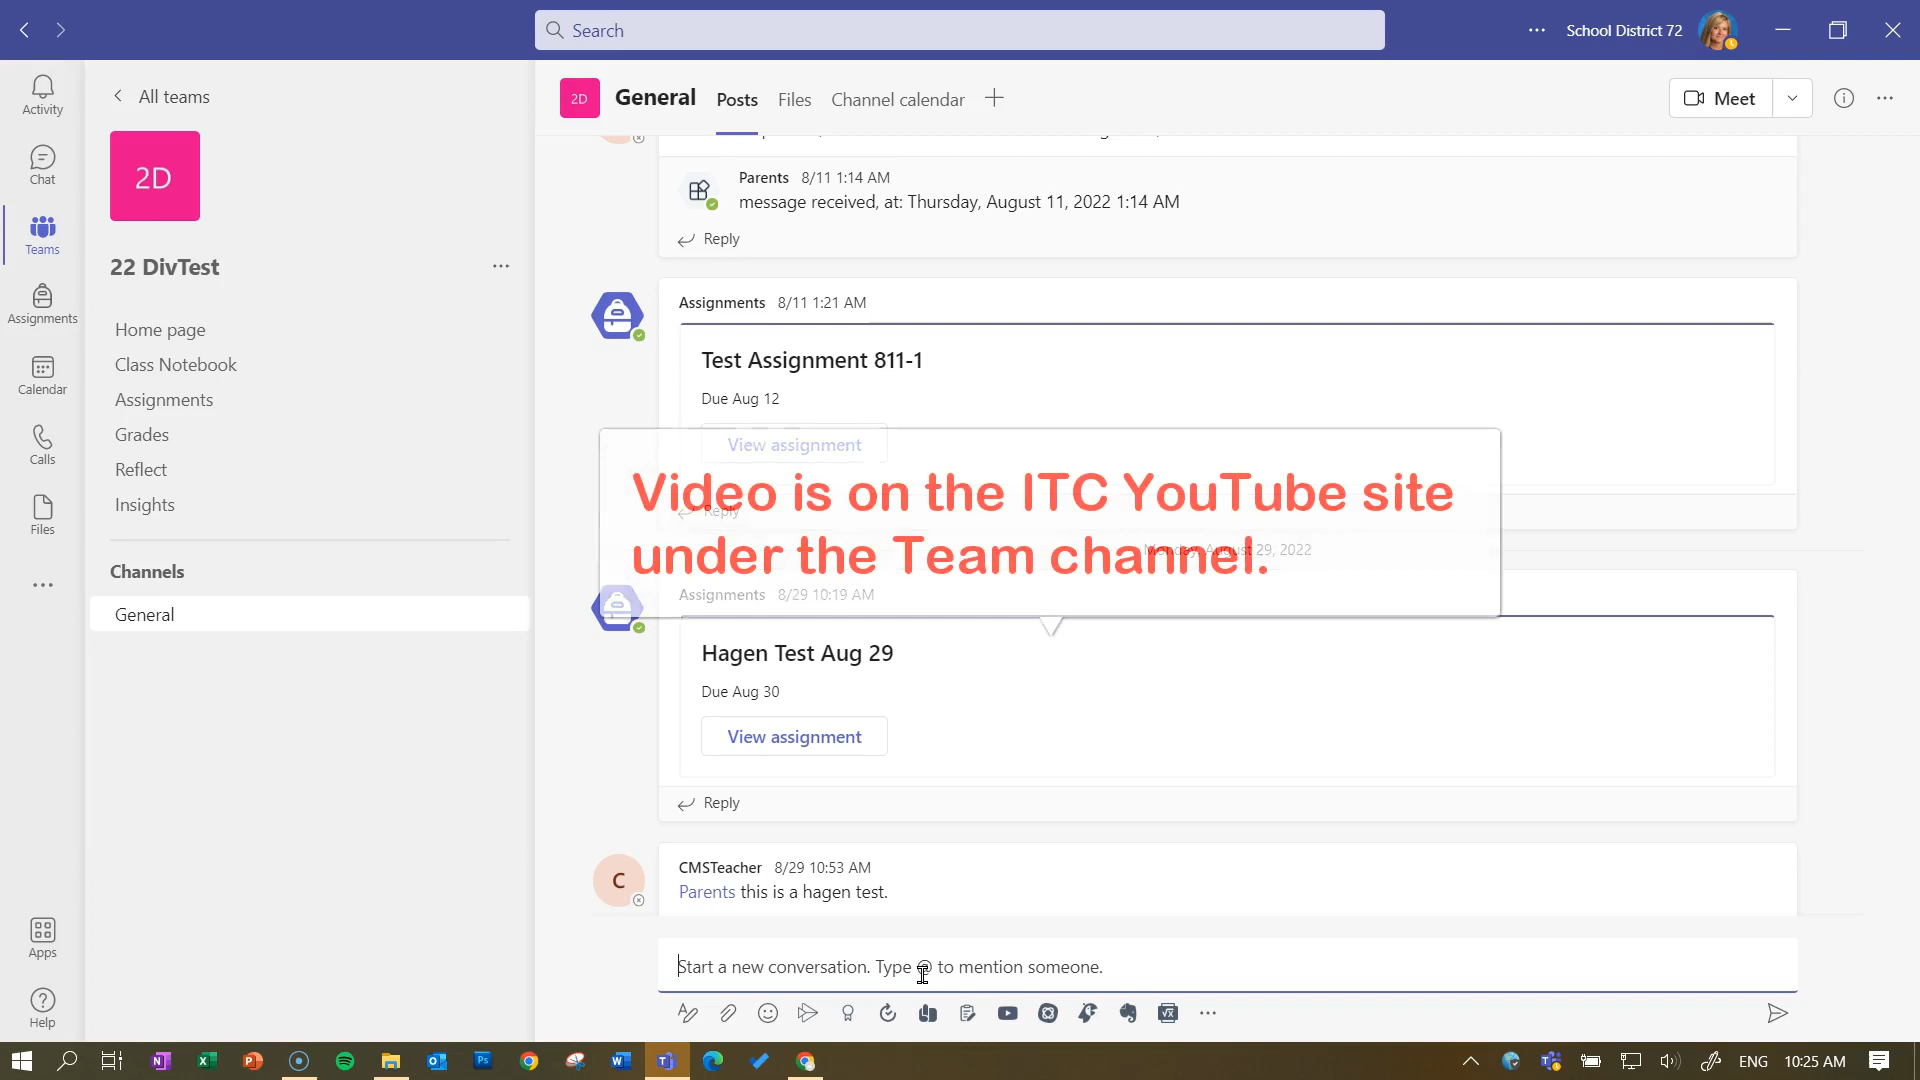 Search
School District 72
Activity
Chat
Teams
Assignments
Calendar
Calls
Files
Apps
Help
All teams
2D
22 DivTest
Home page
Class Notebook
Assignments
Grades
Reflect
Insights
Channels
General
2D
General
Posts
Files
Channel calendar
Meet
Parents 8/11 1:14 AM
message received, at: Thursday, August 11, 2022 1:14 AM
Reply
Assignments 8/11 1:21 AM
Test Assignment 811-1
Due Aug 12
View assignment
Reply
Video is on the ITC YouTube site
under the Team channel.
Monday, August 29, 2022
Assignments 8/29 10:19 AM
Hagen Test Aug 29
Due Aug 30
View assignment
Reply
C
CMSTeacher 8/29 10:53 AM
Parents this is a hagen test.
Start a new conversation. Type @ to mention someone.
ENG
10:25 AM